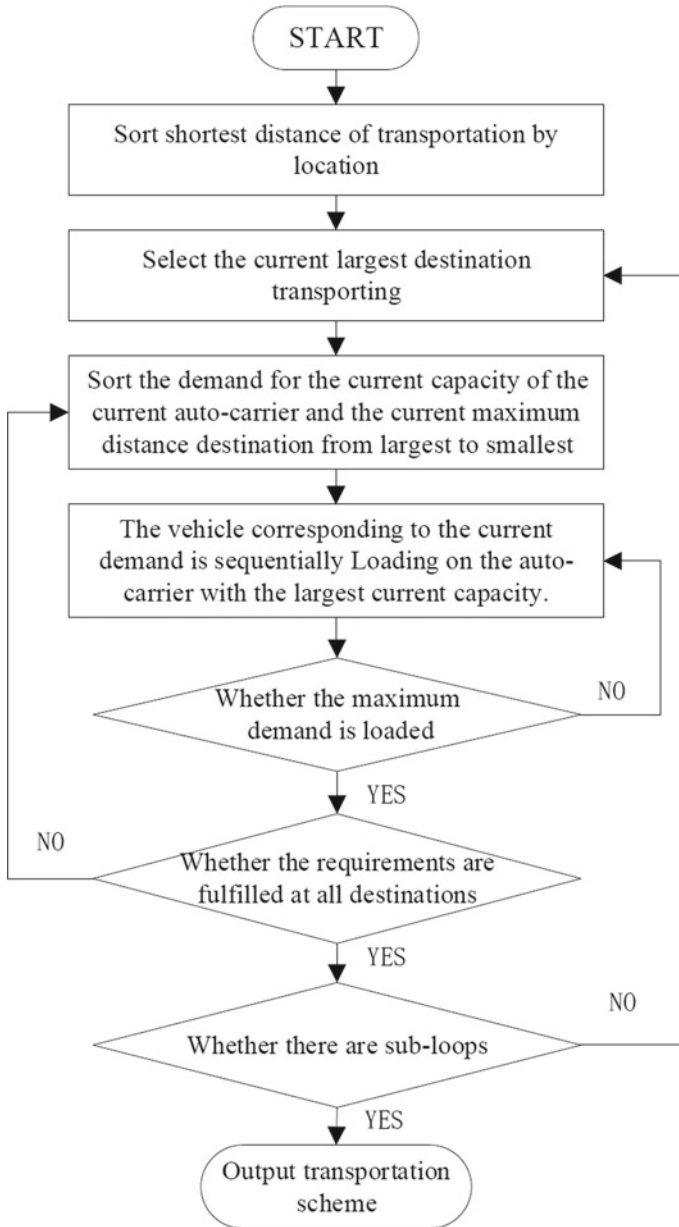 START
Sort shortest distance of transportation by
location
Select the current largest destination
transporting
Sort the demand for the current capacity of the
current auto-carrier and the current maximum
distance destination from largest to smallest
The vehicle corresponding to the current
demand is sequentially Loading on the auto-
carrier with the largest current capacity.
Whether the maximum
demand is loaded
NO
YES
NO
Whether the requirements are
fulfilled at all destinations
YES
NO
Whether there are sub-loops
YES
Output transportation
scheme